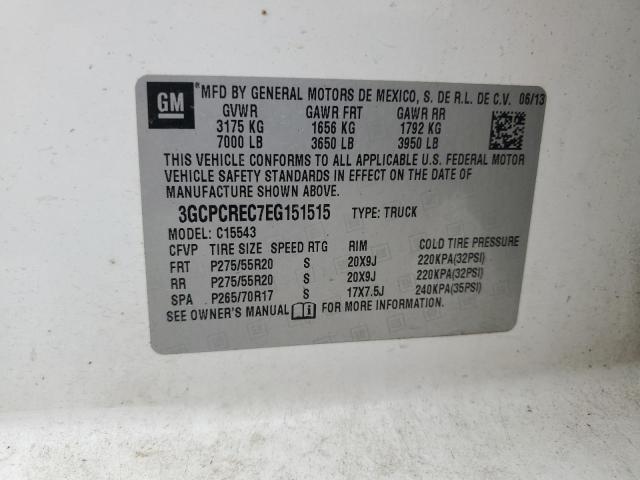 GM ®MFD BY GENERAL MOTORS DE MEXICO, S. DE R.L. DE C.V. 06/13
GVWR GAWR FRT GAWR RR
3175 KG 1656 KG 1792 KG
7000 LB 3650 LB 3950 LB
THIS VEHICLE CONFORMS TO ALL APPLICABLE U.S. FEDERAL MOTOR
VEHICLE SAFETY STANDARDS IN EFFECT ON THE DATE OF
MANUFACTURE SHOWN ABOVE.
3GCPCREC7EG151515 TYPE: TRUCK
MODEL: C15543
CFVP TIRE SIZE SPEED RTG RIM COLD TIRE PRESSURE
FRT P275/55R20 S 20X9J 220KPA(32PSI)
RR P275/55R20 S 20X9J 220KPA(32PSI)
SPA P265/70R17 S 17X7.5J 240KPA(35PSI)
SEE OWNER'S MANUAL i FOR MORE INFORMATION.